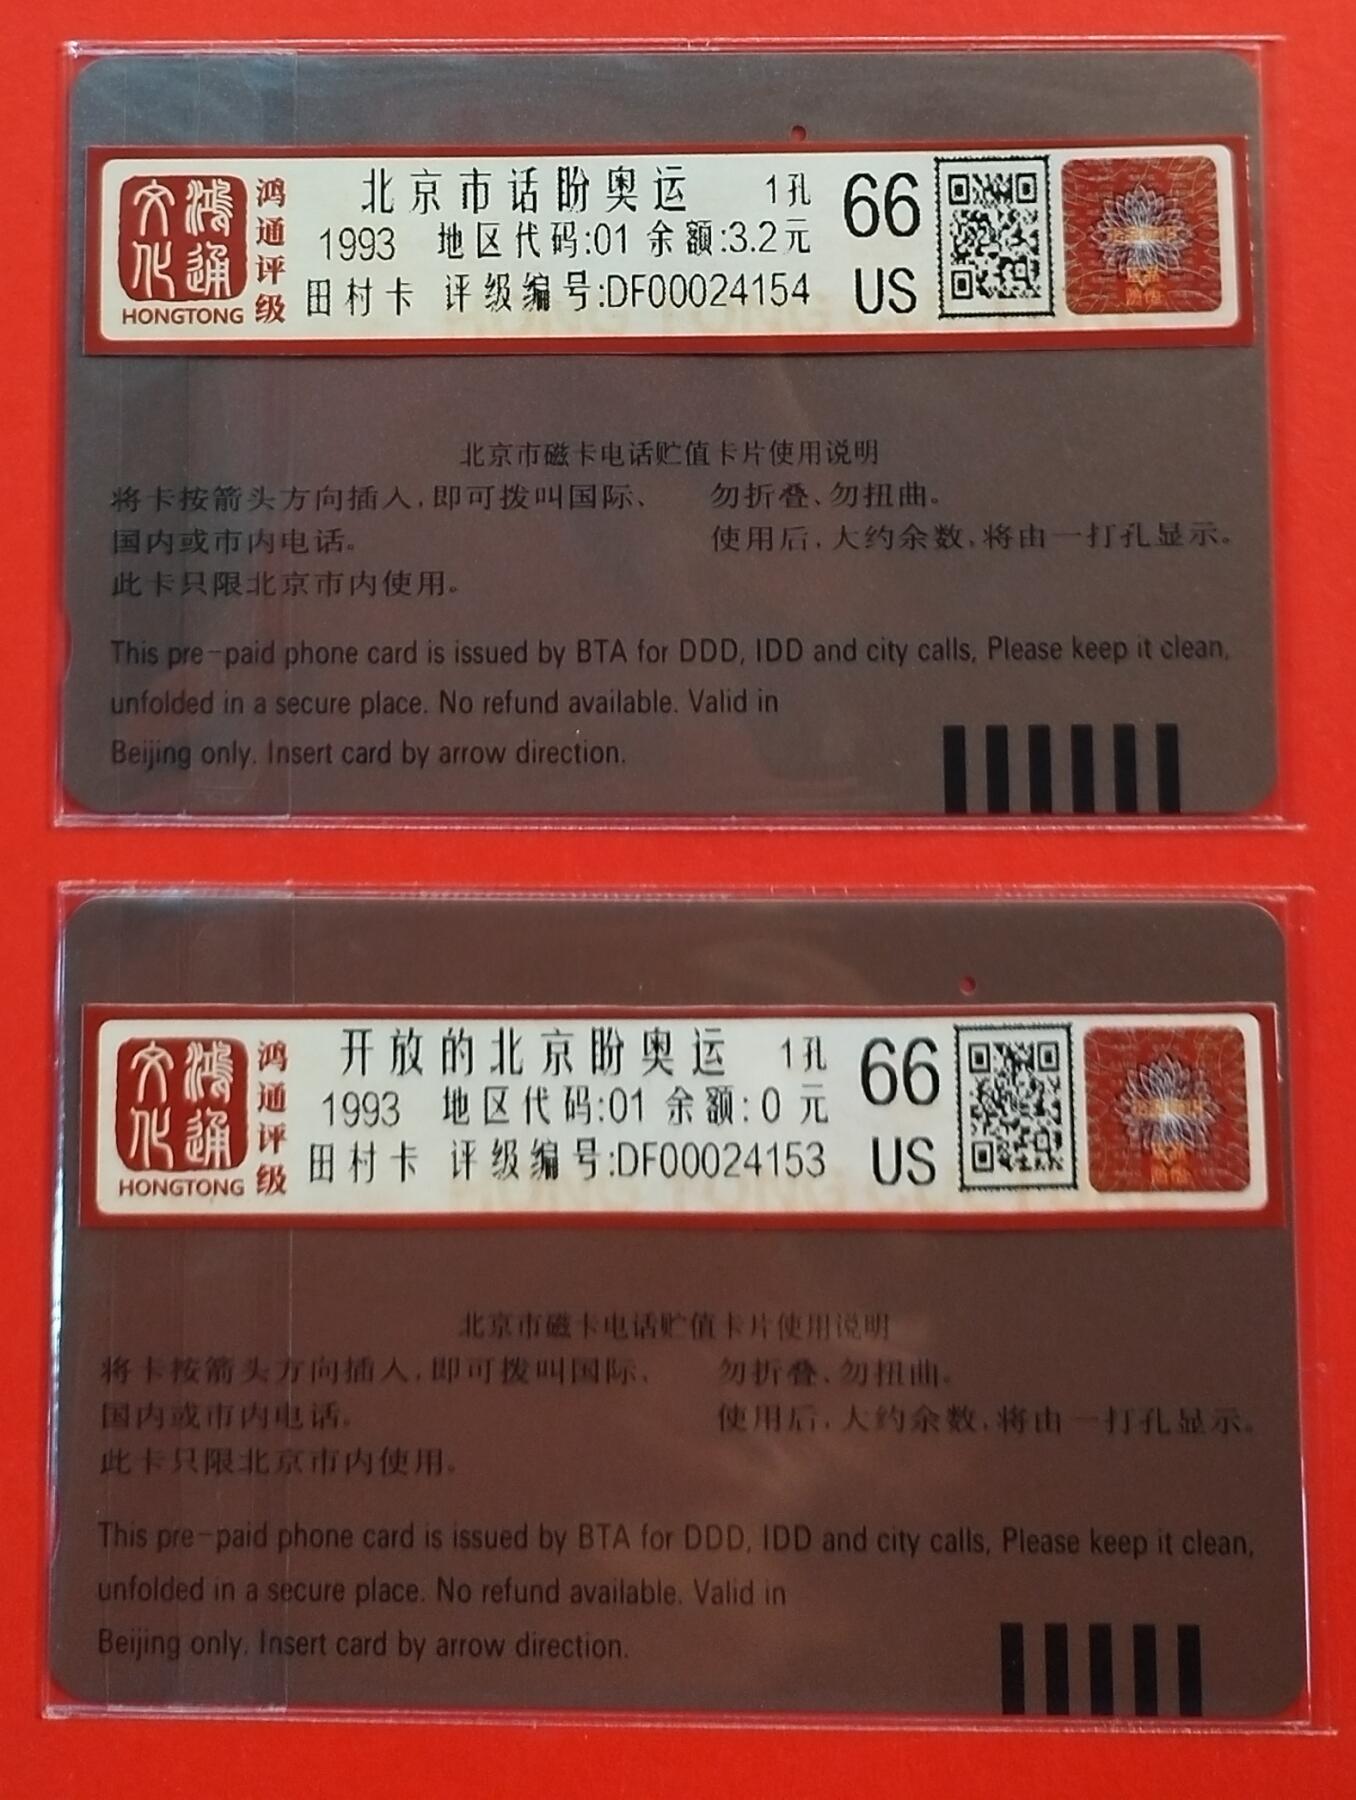 鸿通
文化
HONGTONG
鸿通评级
北京市话盼奥运 1孔
1993 地区代码:01 余额:3.2元
田村卡 评级编号:DF00024154
66
US
北京市磁卡电话贮值卡片使用说明
将卡按箭头方向插入,即可拨叫国际、
国内或市内电话。
此卡只限北京市内使用。
勿折叠、勿扭曲。
使用后,大约余数,将由一打孔显示。
This pre-paid phone card is issued by BTA for DDD, IDD and city calls, Please keep it clean,
unfolded in a secure place. No refund available. Valid in
Beijing only. Insert card by arrow direction.
鸿通
文化
HONGTONG
鸿通评级
开放的北京盼奥运 1孔
1993 地区代码:01 余额:0 元
田村卡 评级编号:DF00024153
66
US
北京市磁卡电话贮值卡片使用说明
将卡按箭头方向插入,即可拨叫国际、
国内或市内电话。
此卡只限北京市内使用。
勿折叠、勿扭曲。
使用后,大约余数,将由一打孔显示。
This pre-paid phone card is issued by BTA for DDD, IDD and city calls, Please keep it clean,
unfolded in a secure place. No refund available. Valid in
Beijing only. Insert card by arrow direction.